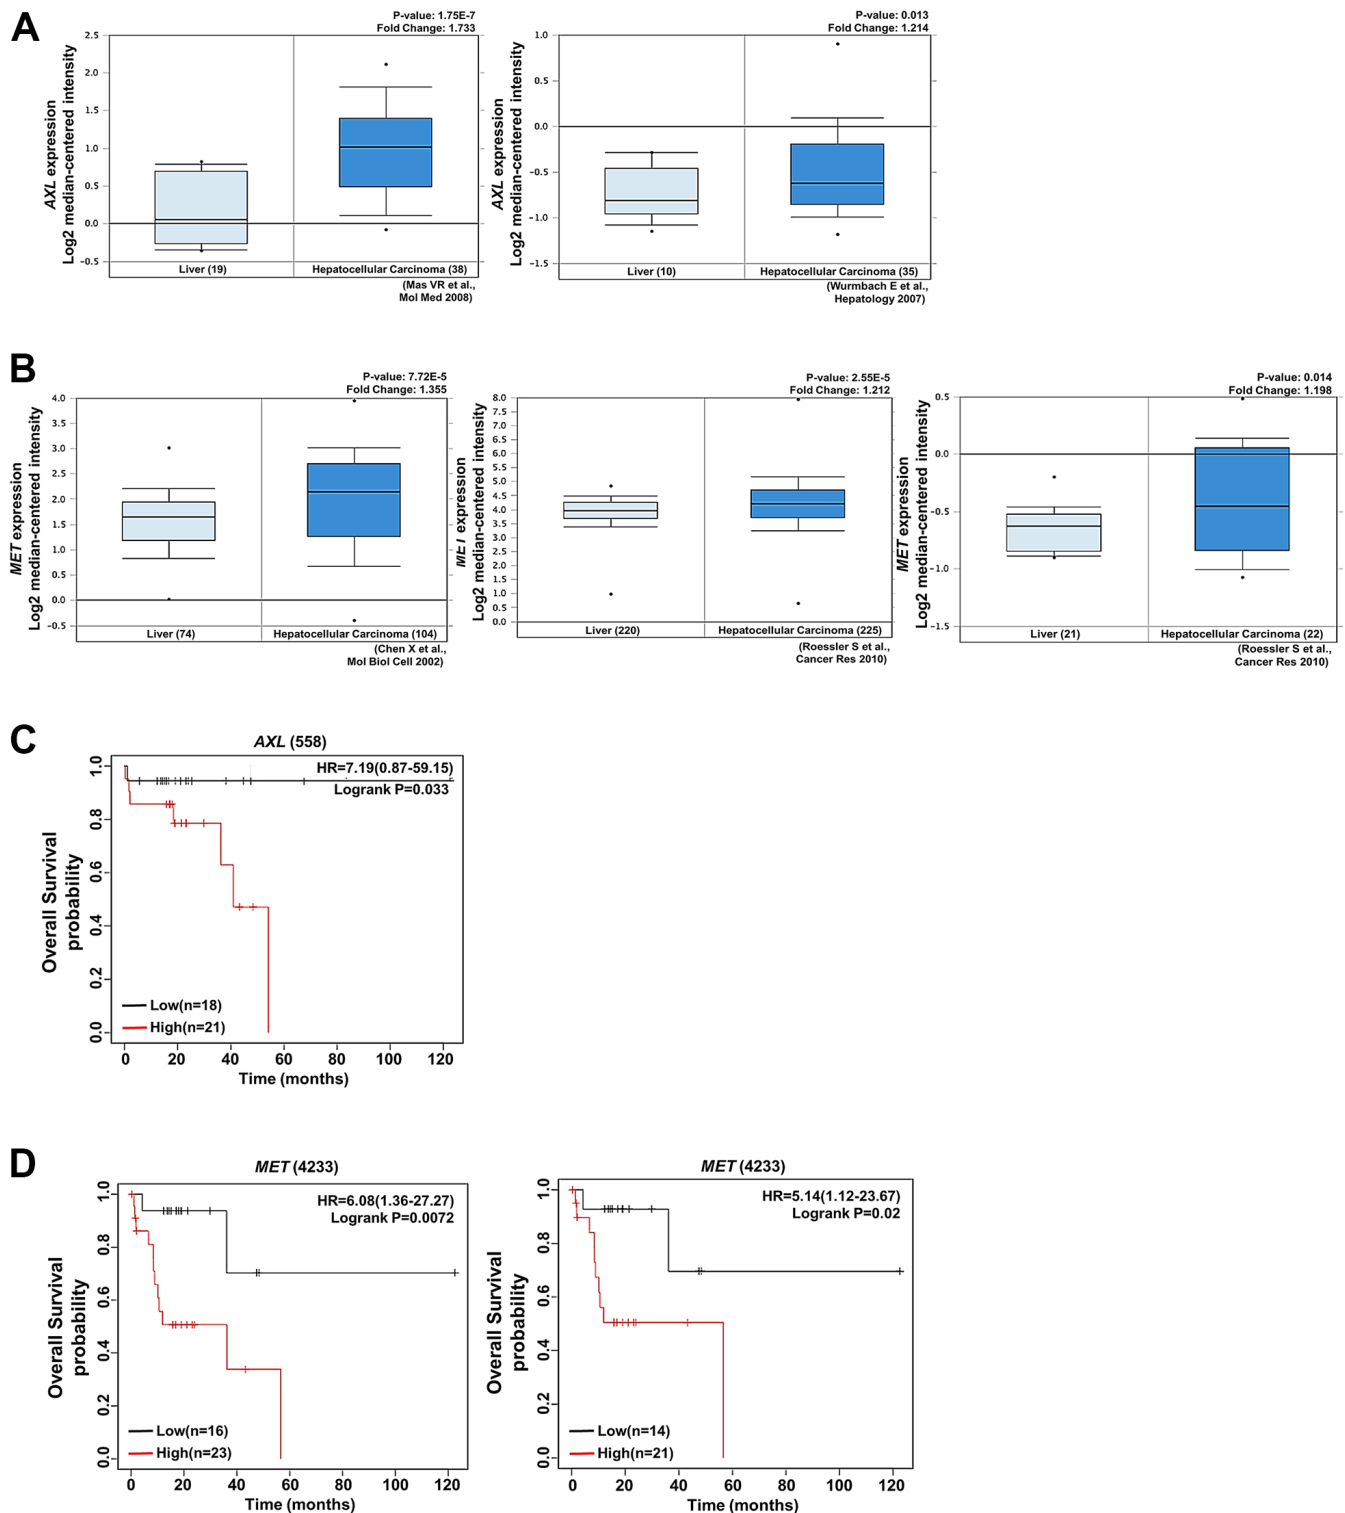 A
P-value: 1.75E-7
Fold Change: 1.733
AXL expression
Log2 median-centered intensity
2.5
2.0
1.5
1.0
0.5
0.0
-0.5
Liver (19)
Hepatocellular Carcinoma (38)
(Mas VR et al.,
Mol Med 2008)
P-value: 0.013
Fold Change: 1.214
AXL expression
Log2 median-centered intensity
1.0
0.5
0.0
-0.5
-1.0
-1.5
Liver (10)
Hepatocellular Carcinoma (35)
(Wurmbach E et al.,
Hepatology 2007)
B
P-value: 7.72E-5
Fold Change: 1.355
MET expression
Log2 median-centered intensity
4.0
3.5
3.0
2.5
2.0
1.5
1.0
0.5
0.0
-0.5
Liver (74)
Hepatocellular Carcinoma (104)
(Chen X et al.,
Mol Biol Cell 2002)
P-value: 2.55E-5
Fold Change: 1.212
MET expression
Log2 median-centered intensity
8.0
7.5
7.0
6.5
6.0
5.5
5.0
4.5
4.0
3.5
3.0
2.5
2.0
1.5
1.0
0.5
0.0
Liver (220)
Hepatocellular Carcinoma (225)
(Roessler S et al.,
Cancer Res 2010)
P-value: 0.014
Fold Change: 1.198
MET expression
Log2 median-centered intensity
0.5
0.0
-0.5
-1.0
-1.5
Liver (21)
Hepatocellular Carcinoma (22)
(Roessler S et al.,
Cancer Res 2010)
C
AXL (558)
HR=7.19(0.87-59.15)
Logrank P=0.033
Overall Survival
probability
1.0
0.8
0.6
0.4
0.2
0.0
Low(n=18)
High(n=21)
0 20 40 60 80 100 120
Time (months)
D
MET (4233)
HR=6.08(1.36-27.27)
Logrank P=0.0072
Overall Survival
probability
1.0
0.8
0.6
0.4
0.2
0.0
Low(n=16)
High(n=23)
0 20 40 60 80 100 120
Time (months)
MET (4233)
HR=5.14(1.12-23.67)
Logrank P=0.02
Overall Survival
probability
1.0
0.8
0.6
0.4
0.2
0.0
Low(n=14)
High(n=21)
0 20 40 60 80 100 120
Time (months)